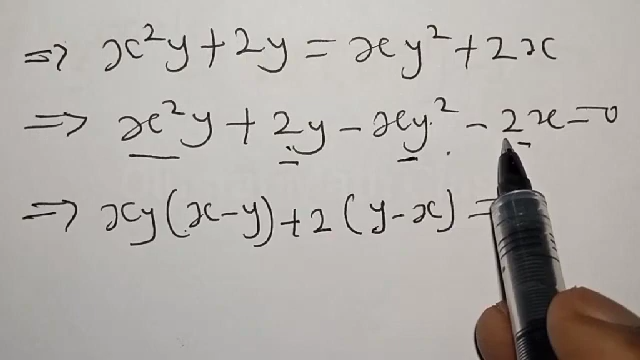 ⇒ x²y + 2y = xy² + 2x
⇒ x²y + 2y - xy² - 2x = 0
⇒ xy(x-y) + 2(y-x) =